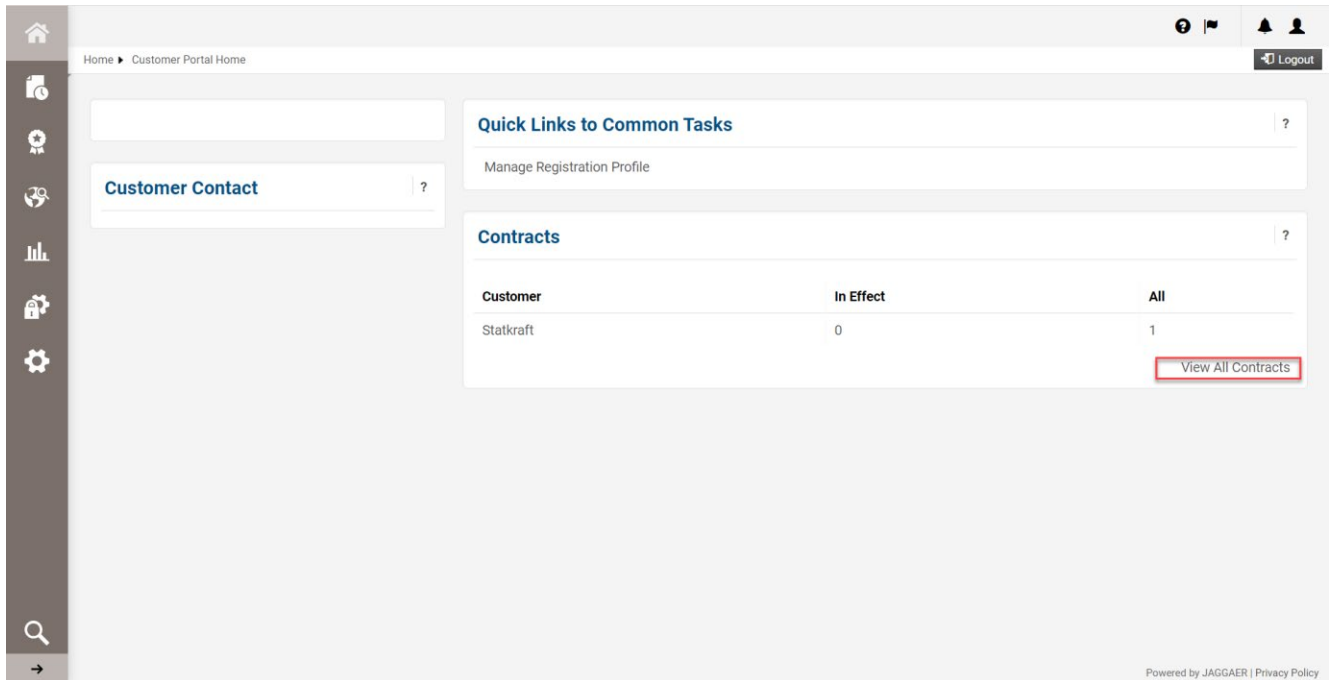 Home ▸ Customer Portal Home
Logout
Customer Contact ?
Quick Links to Common Tasks ?
Manage Registration Profile
Contracts ?
Customer In Effect All
Statkraft 0 1
View All Contracts
Powered by JAGGAER | Privacy Policy